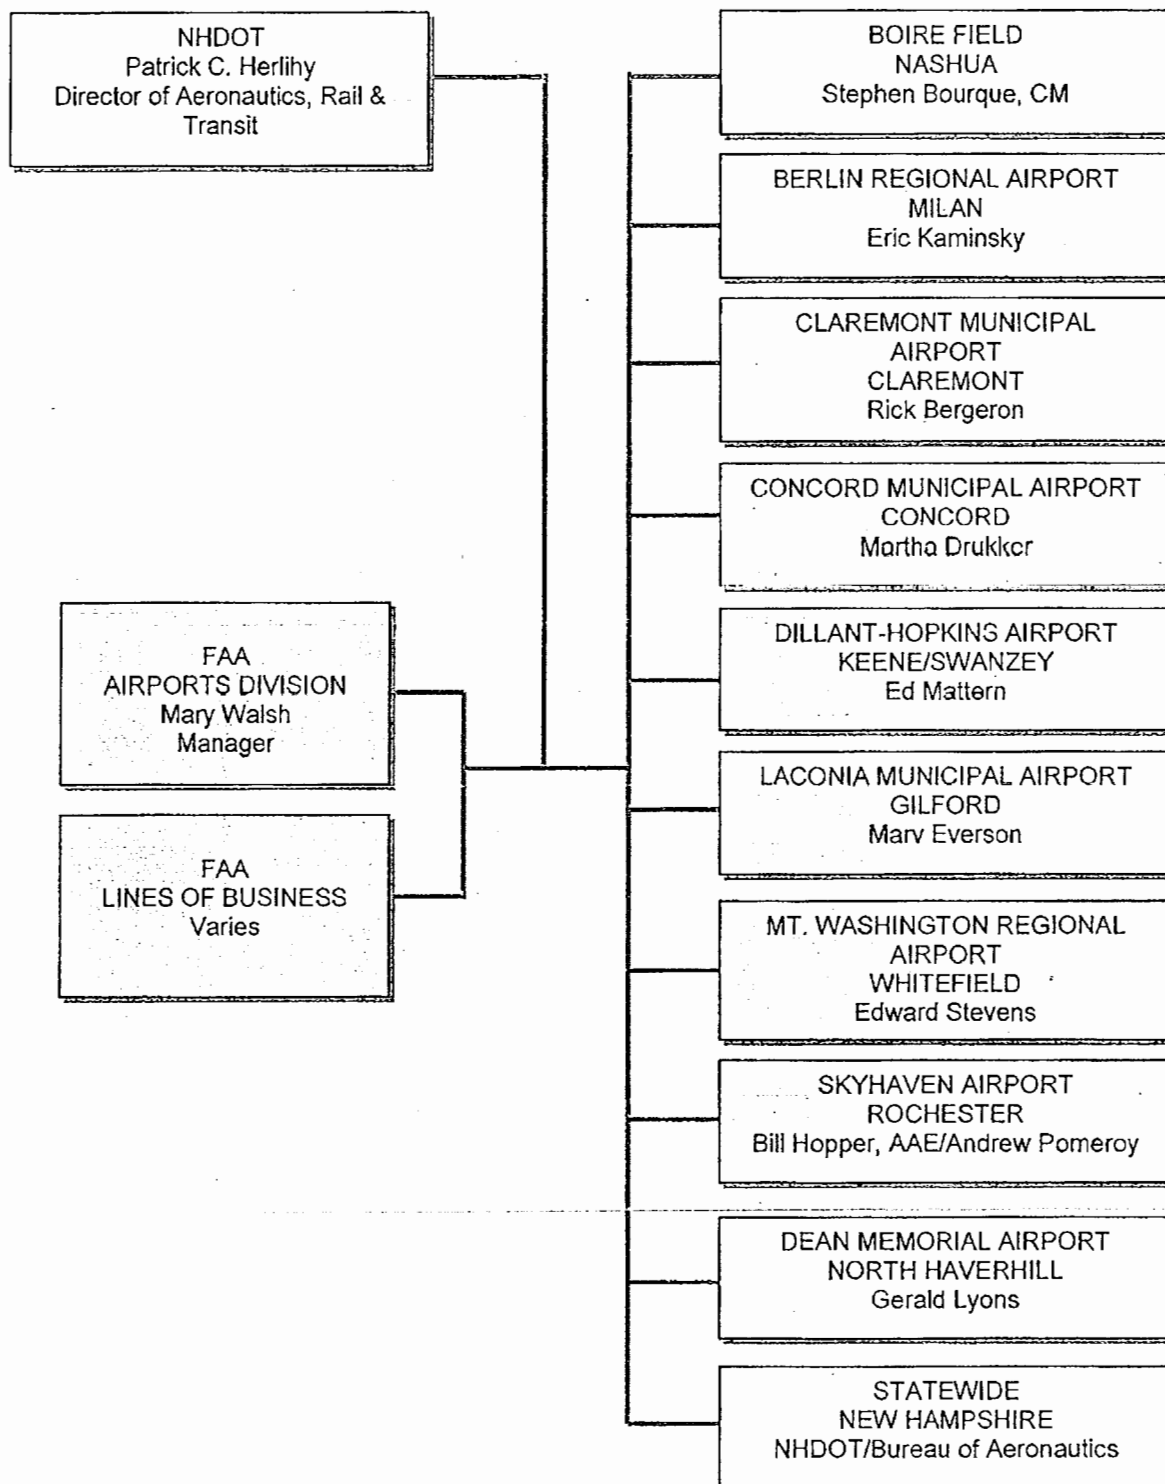 NHDOT
Patrick C. Herlihy
Director of Aeronautics, Rail &
Transit
FAA
AIRPORTS DIVISION
Mary Walsh
Manager
FAA
LINES OF BUSINESS
Varies
BOIRE FIELD
NASHUA
Stephen Bourque, CM
BERLIN REGIONAL AIRPORT
MILAN
Eric Kaminsky
CLAREMONT MUNICIPAL
AIRPORT
CLAREMONT
Rick Bergeron
CONCORD MUNICIPAL AIRPORT
CONCORD
Martha Drukker
DILLANT-HOPKINS AIRPORT
KEENE/SWANZEY
Ed Mattern
LACONIA MUNICIPAL AIRPORT
GILFORD
Marv Everson
MT. WASHINGTON REGIONAL
AIRPORT
WHITEFIELD
Edward Stevens
SKYHAVEN AIRPORT
ROCHESTER
Bill Hopper, AAE/Andrew Pomeroy
DEAN MEMORIAL AIRPORT
NORTH HAVERHILL
Gerald Lyons
STATEWIDE
NEW HAMPSHIRE
NHDOT/Bureau of Aeronautics